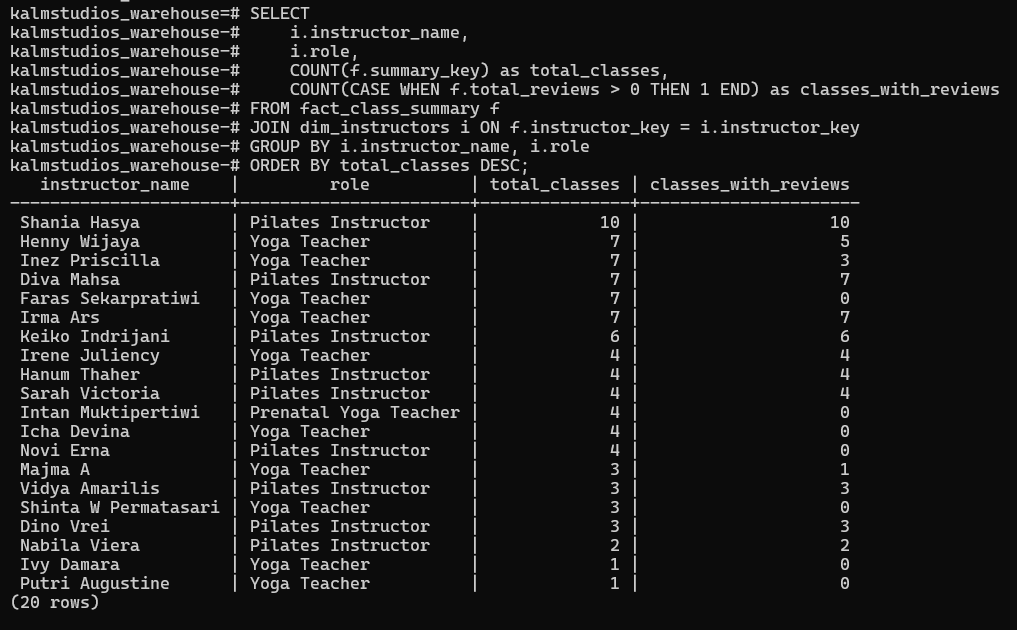 kalmstudios_warehouse=# SELECT
kalmstudios_warehouse-#     i.instructor_name,
kalmstudios_warehouse-#     i.role,
kalmstudios_warehouse-#     COUNT(f.summary_key) as total_classes,
kalmstudios_warehouse-#     COUNT(CASE WHEN f.total_reviews > 0 THEN 1 END) as classes_with_reviews
kalmstudios_warehouse-# FROM fact_class_summary f
kalmstudios_warehouse-# JOIN dim_instructors i ON f.instructor_key = i.instructor_key
kalmstudios_warehouse-# GROUP BY i.instructor_name, i.role
kalmstudios_warehouse-# ORDER BY total_classes DESC;
   instructor_name    |         role          | total_classes | classes_with_reviews
----------------------+-----------------------+---------------+----------------------
 Shania Hasya         | Pilates Instructor    |            10 |                   10
 Henny Wijaya         | Yoga Teacher          |             7 |                    5
 Inez Priscilla       | Yoga Teacher          |             7 |                    3
 Diva Mahsa           | Pilates Instructor    |             7 |                    7
 Faras Sekarpratiwi   | Yoga Teacher          |             7 |                    0
 Irma Ars             | Yoga Teacher          |             7 |                    7
 Keiko Indrijani      | Pilates Instructor    |             6 |                    6
 Irene Juliency       | Yoga Teacher          |             4 |                    4
 Hanum Thaher         | Pilates Instructor    |             4 |                    4
 Sarah Victoria       | Pilates Instructor    |             4 |                    4
 Intan Muktipertiwi   | Prenatal Yoga Teacher |             4 |                    0
 Icha Devina          | Yoga Teacher          |             4 |                    0
 Novi Erna            | Pilates Instructor    |             4 |                    0
 Majma A              | Yoga Teacher          |             3 |                    1
 Vidya Amarilis       | Pilates Instructor    |             3 |                    3
 Shinta W Permatasari | Yoga Teacher          |             3 |                    0
 Dino Vrei            | Pilates Instructor    |             3 |                    3
 Nabila Viera         | Pilates Instructor    |             2 |                    2
 Ivy Damara           | Yoga Teacher          |             1 |                    0
 Putri Augustine      | Yoga Teacher          |             1 |                    0
(20 rows)